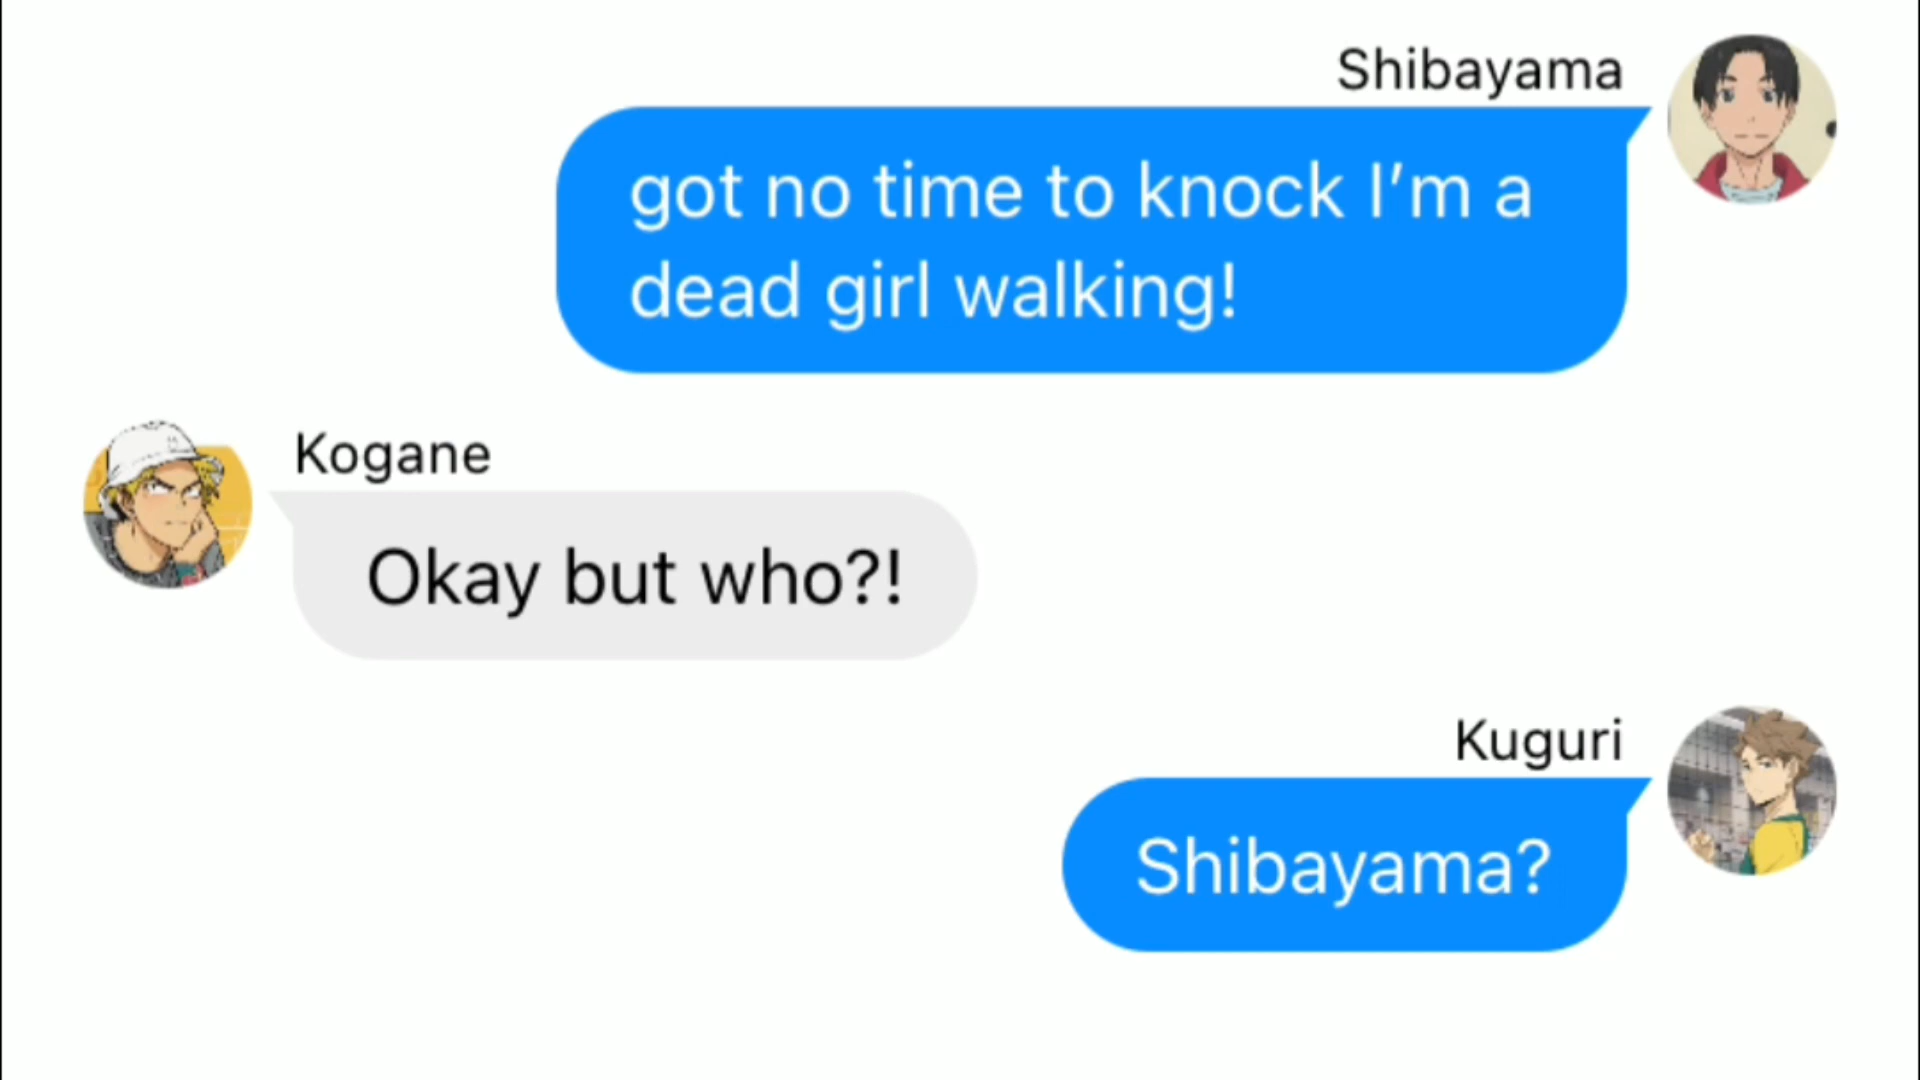 Shibayama
got no time to knock I’m a
dead girl walking!
Kogane
Okay but who?!
Kuguri
Shibayama?